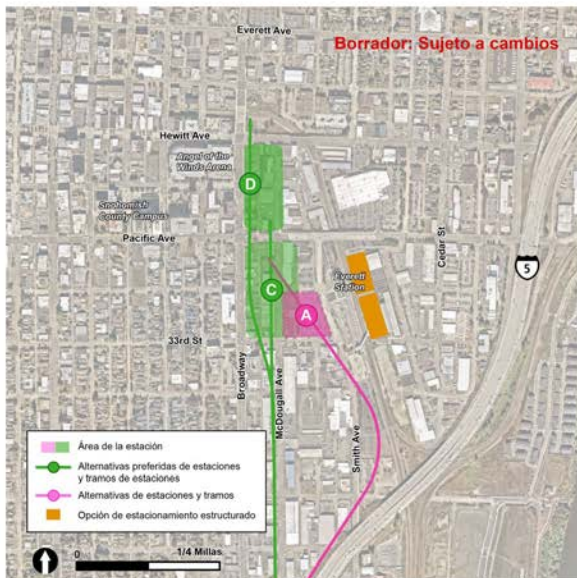 Everett Ave
Borrador: Sujeto a cambios
Hewitt Ave
Angel of the
Winds Arena
D
Snohomish
County Campus
Pacific Ave
Cedar St
5
Everett
Station
C
A
33rd St
Broadway
McDougall Ave
Smith Ave
Área de la estación
Alternativas preferidas de estaciones
y tramos de estaciones
Alternativas de estaciones y tramos
Opción de estacionamiento estructurado
0
1/4 Millas